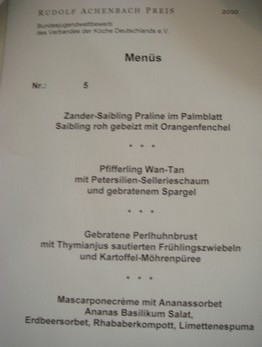 RUDOLF ACHENBACH PREIS 2000
Bundesjugendwettbewerb
des Verbandes der Köche Deutschlands e.V.
Menüs
Nr.: 5
Zander-Saibling Praline im Palmblatt
Saibling roh gebeizt mit Orangenfenchel
* * *
Pfifferling Wan-Tan
mit Petersilien-Sellerieschaum
und gebratenem Spargel
* * *
Gebratene Perlhuhnbrust
mit Thymianjus sautierten Frühlingszwiebeln
und Kartoffel-Möhrenpüree
* * *
Mascarponecrème mit Ananassorbet
Ananas Basilikum Salat,
Erdbeersorbet, Rhababerkompott, Limettenespuma